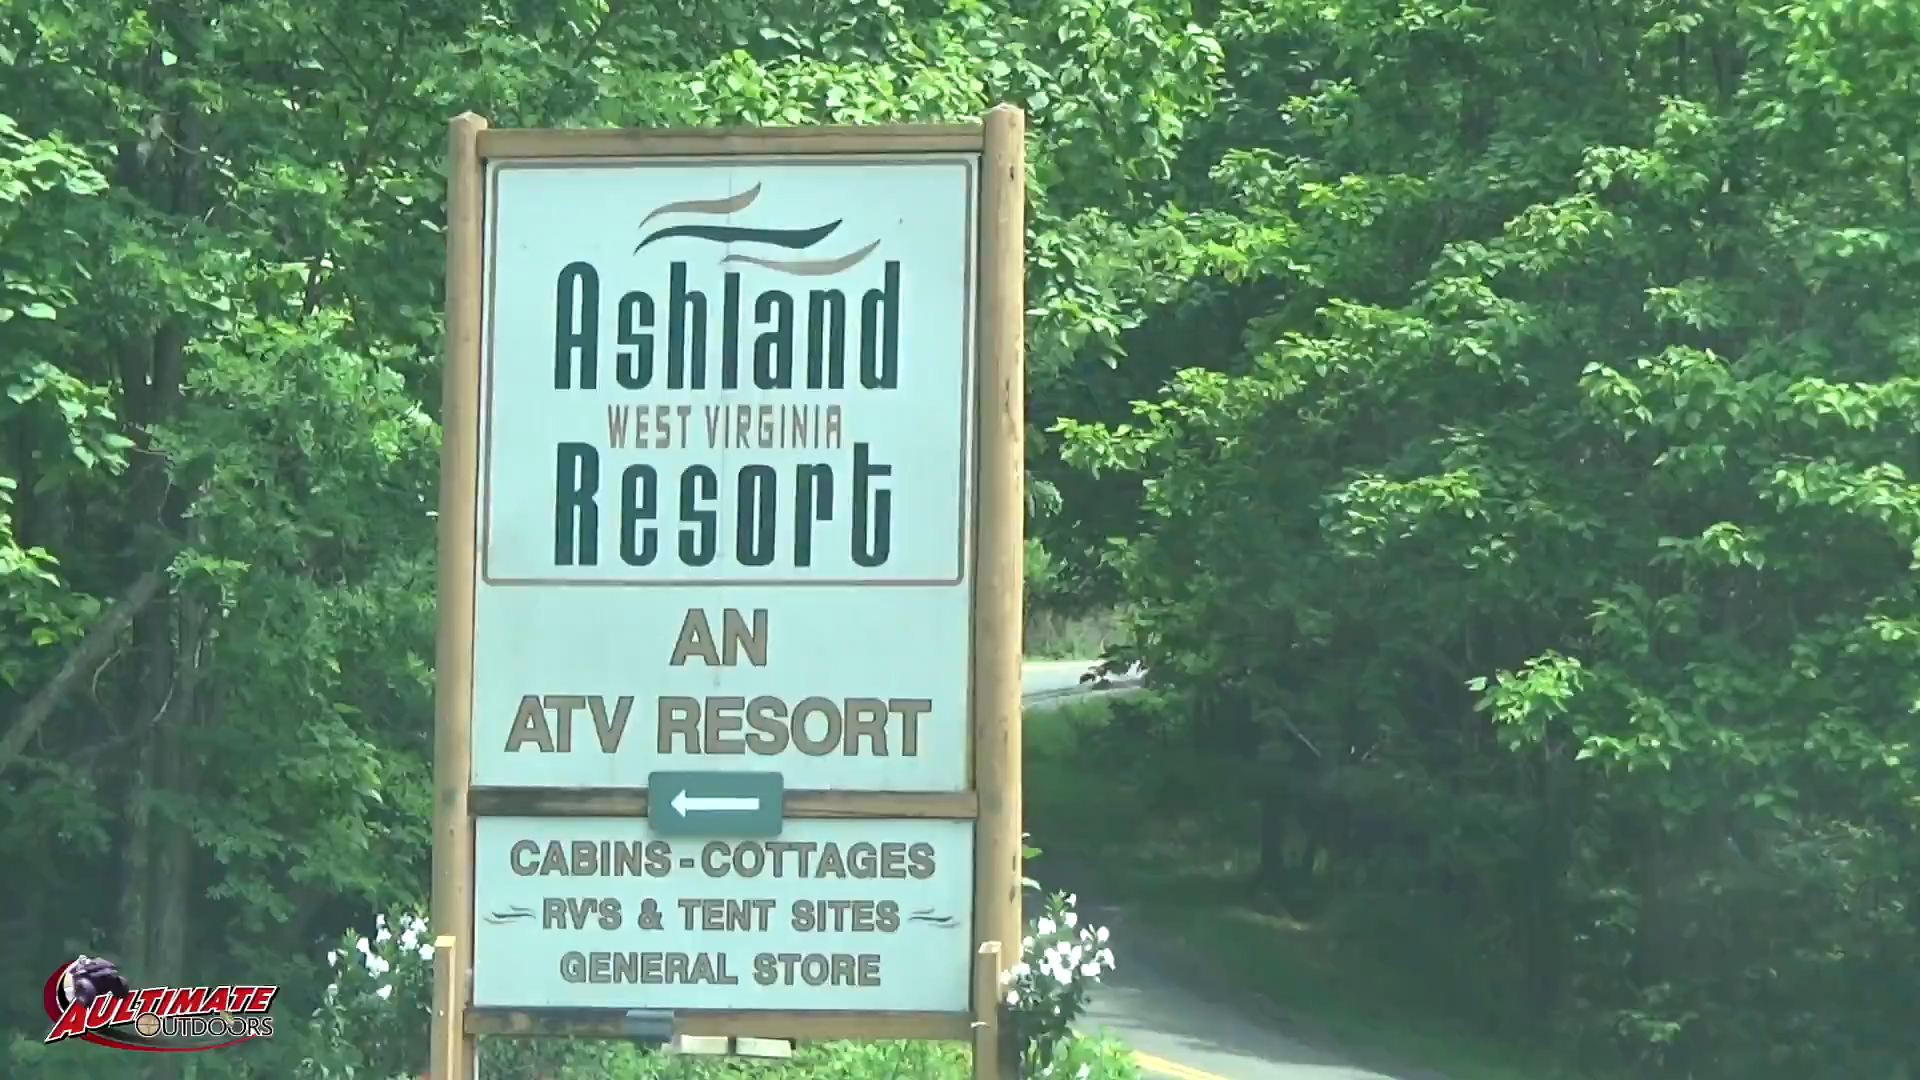 Ashland
WEST VIRGINIA
Resort
AN
ATV RESORT
CABINS-COTTAGES
RV'S & TENT SITES
GENERAL STORE
AULTIMATE
OUTDOORS